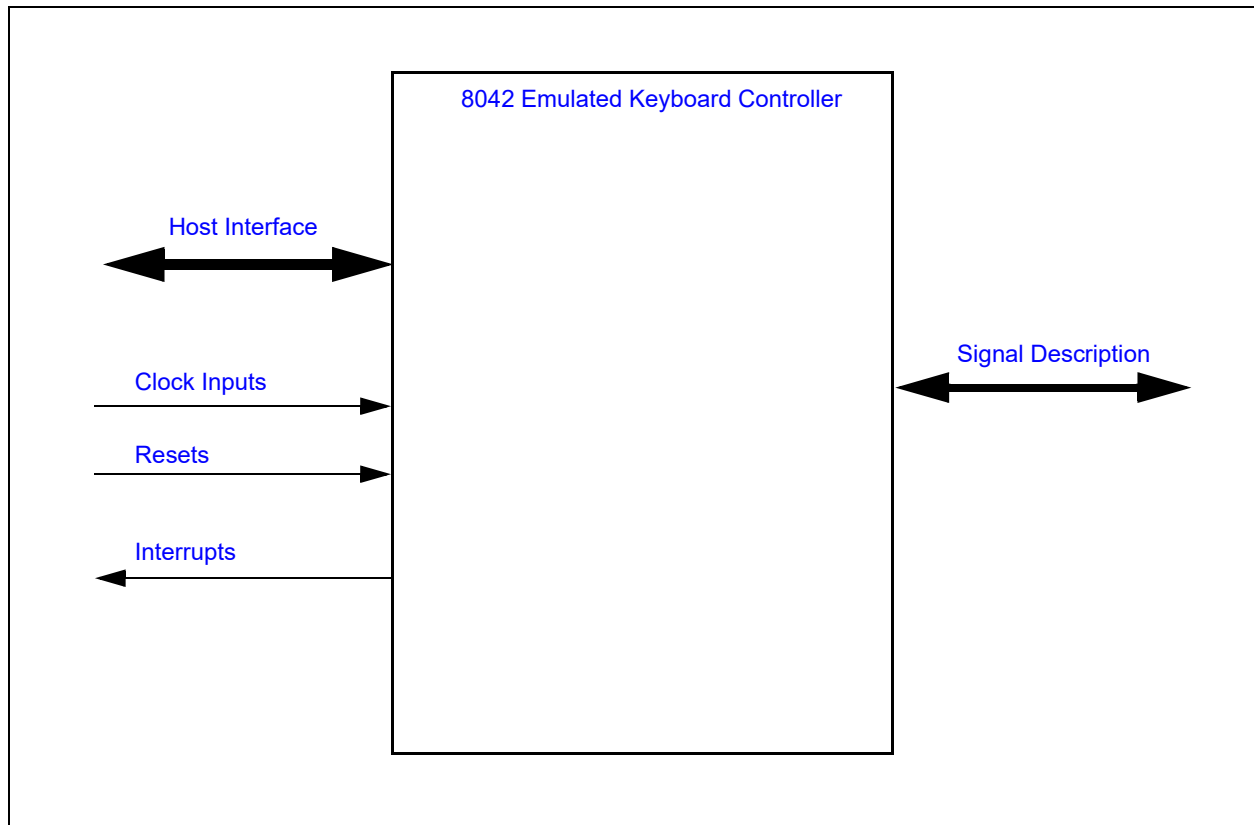 8042 Emulated Keyboard Controller
Host Interface
Signal Description
Clock Inputs
Resets
Interrupts